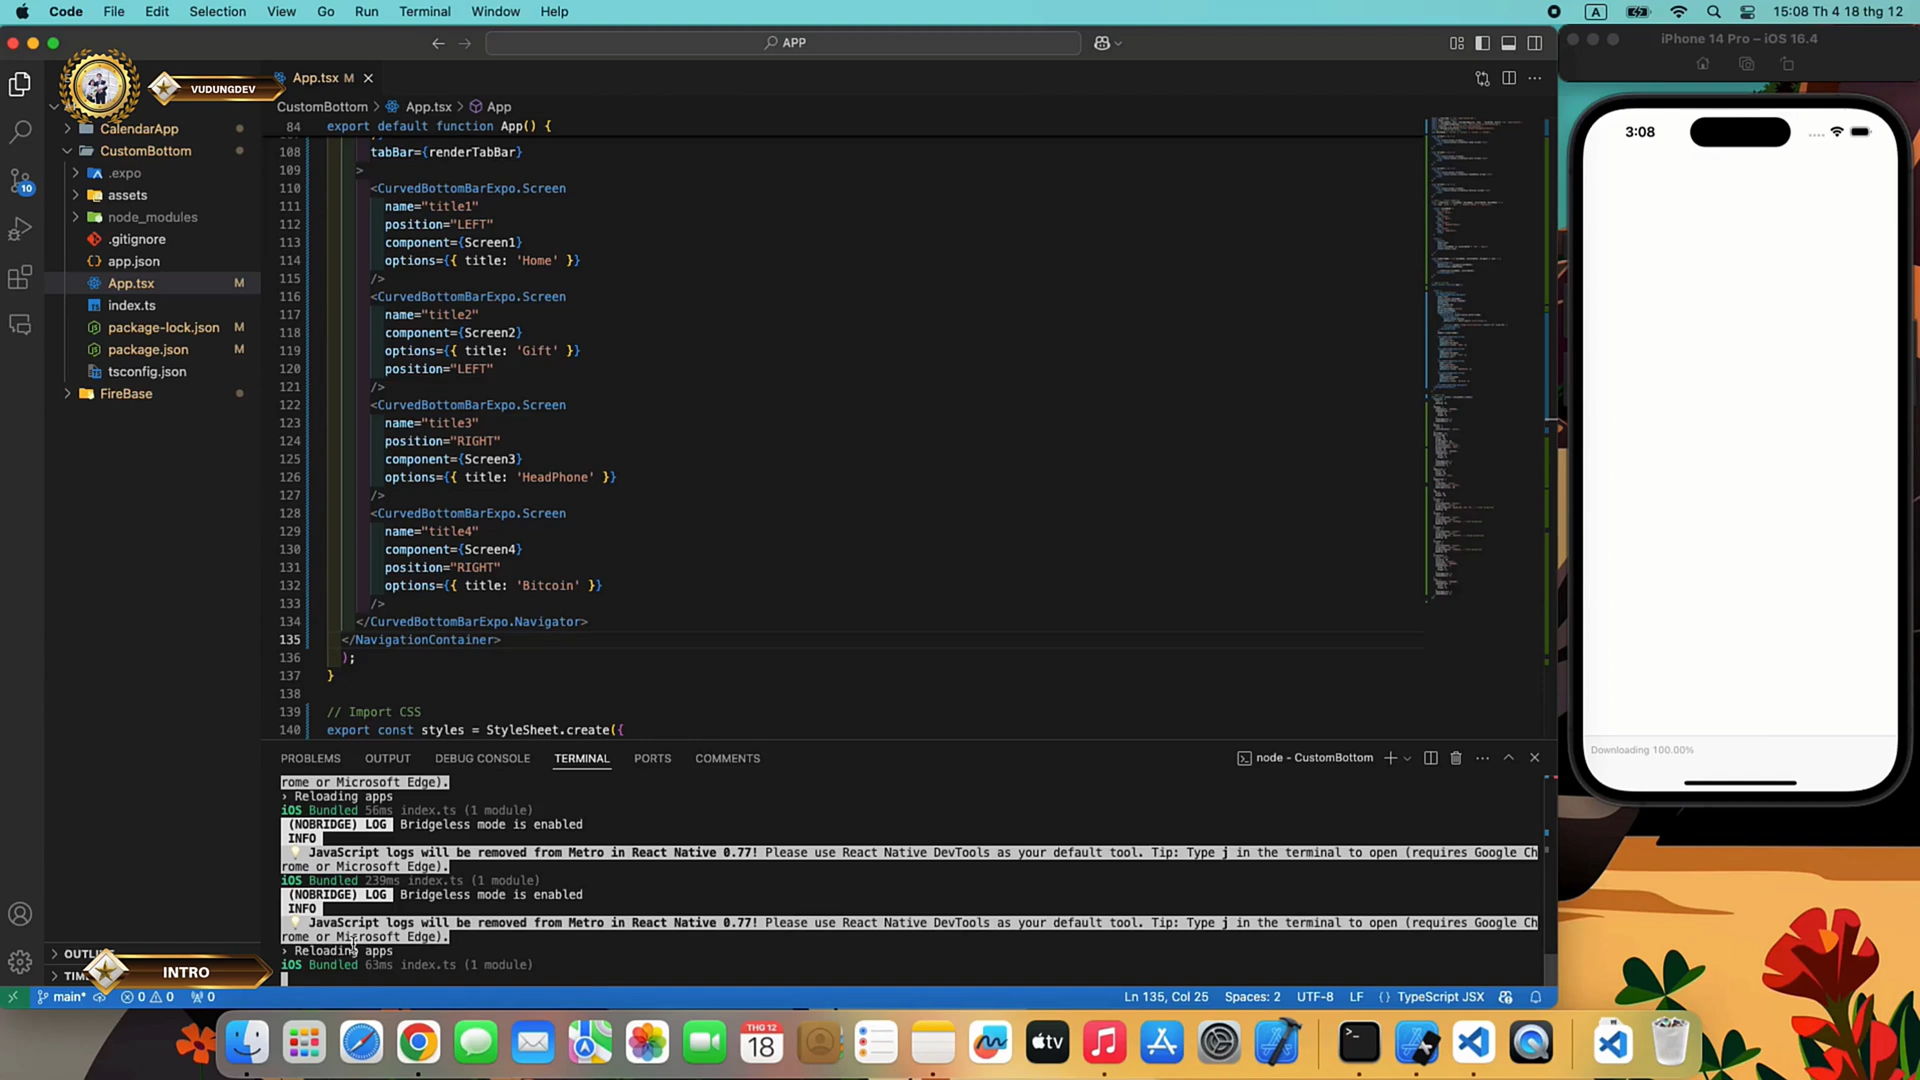 Code File Edit Selection View Go Run Terminal Window Help
A
15:08 Th 4 18 thg 12
APP
iPhone 14 Pro – iOS 16.4
VUDUNGDEV
App.tsx M
CustomBottom > App.tsx > App
CalendarApp
CustomBottom
.expo
assets
node_modules
.gitignore
app.json
App.tsx M
index.ts
package-lock.json M
package.json M
tsconfig.json
FireBase
10
84 export default function App() {
108 tabBar={renderTabBar}
109 >
110 <CurvedBottomBarExpo.Screen
111 name="title1"
112 position="LEFT"
113 component={Screen1}
114 options={{ title: 'Home' }}
115 />
116 <CurvedBottomBarExpo.Screen
117 name="title2"
118 component={Screen2}
119 options={{ title: 'Gift' }}
120 position="LEFT"
121 />
122 <CurvedBottomBarExpo.Screen
123 name="title3"
124 position="RIGHT"
125 component={Screen3}
126 options={{ title: 'HeadPhone' }}
127 />
128 <CurvedBottomBarExpo.Screen
129 name="title4"
130 component={Screen4}
131 position="RIGHT"
132 options={{ title: 'Bitcoin' }}
133 />
134 </CurvedBottomBarExpo.Navigator>
135 </NavigationContainer>
136 );
137 }
138
139 // Import CSS
140 export const styles = StyleSheet.create({
3:08
Downloading 100.00%
PROBLEMS OUTPUT DEBUG CONSOLE TERMINAL PORTS COMMENTS
node - CustomBottom
rome or Microsoft Edge).
› Reloading apps
iOS Bundled 56ms index.ts (1 module)
(NOBRIDGE) LOG Bridgeless mode is enabled
INFO
JavaScript logs will be removed from Metro in React Native 0.77! Please use React Native DevTools as your default tool. Tip: Type j in the terminal to open (requires Google Ch
rome or Microsoft Edge).
iOS Bundled 239ms index.ts (1 module)
(NOBRIDGE) LOG Bridgeless mode is enabled
INFO
JavaScript logs will be removed from Metro in React Native 0.77! Please use React Native DevTools as your default tool. Tip: Type j in the terminal to open (requires Google Ch
rome or Microsoft Edge).
› Reloading apps
iOS Bundled 63ms index.ts (1 module)
INTRO
main* 0 0 0
Ln 135, Col 25 Spaces: 2 UTF-8 LF TypeScript JSX
THG 12
18
tv